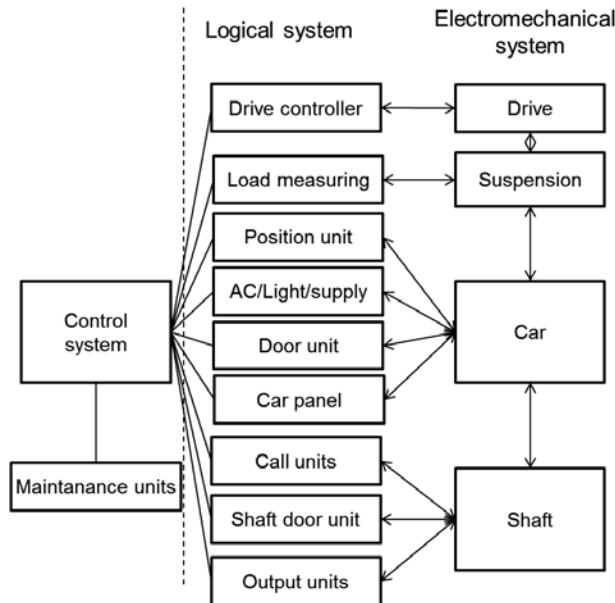 Logical system
Electromechanical
system
Drive controller
Drive
Load measuring
Suspension
Position unit
AC/Light/supply
Control
system
Door unit
Car
Car panel
Call units
Maintanance units
Shaft door unit
Shaft
Output units